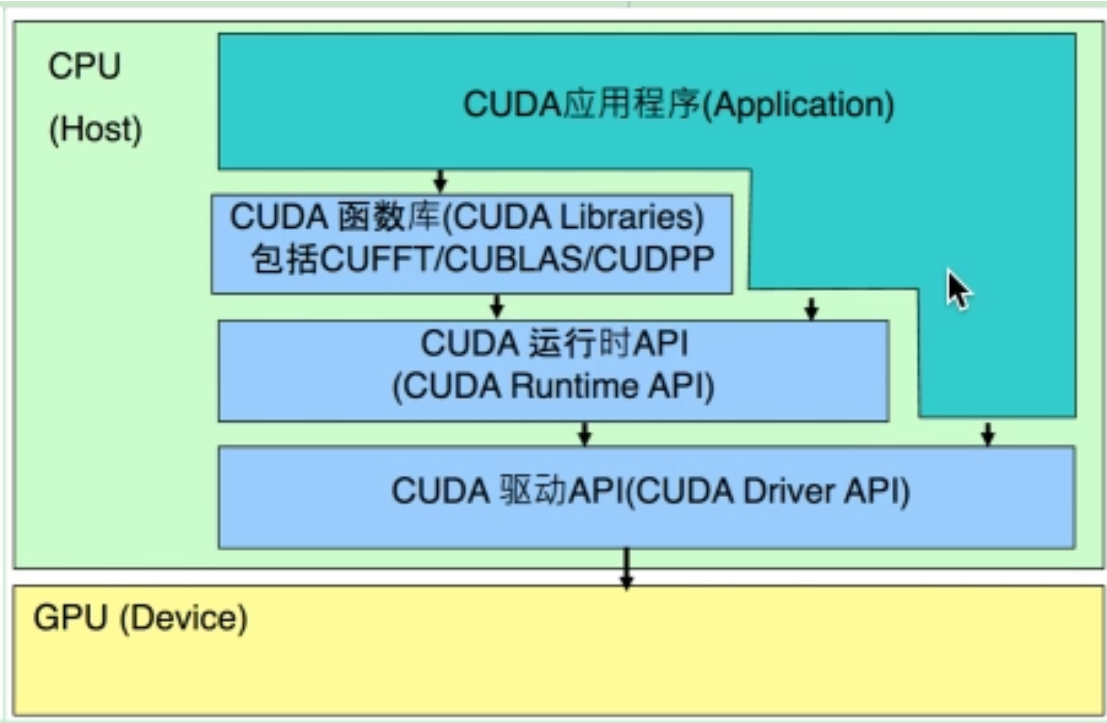 CPU
(Host)
CUDA应用程序(Application)
CUDA 函数库(CUDA Libraries)
包括CUFFT/CUBLAS/CUDPP
CUDA 运行时API
(CUDA Runtime API)
CUDA 驱动API(CUDA Driver API)
GPU (Device)